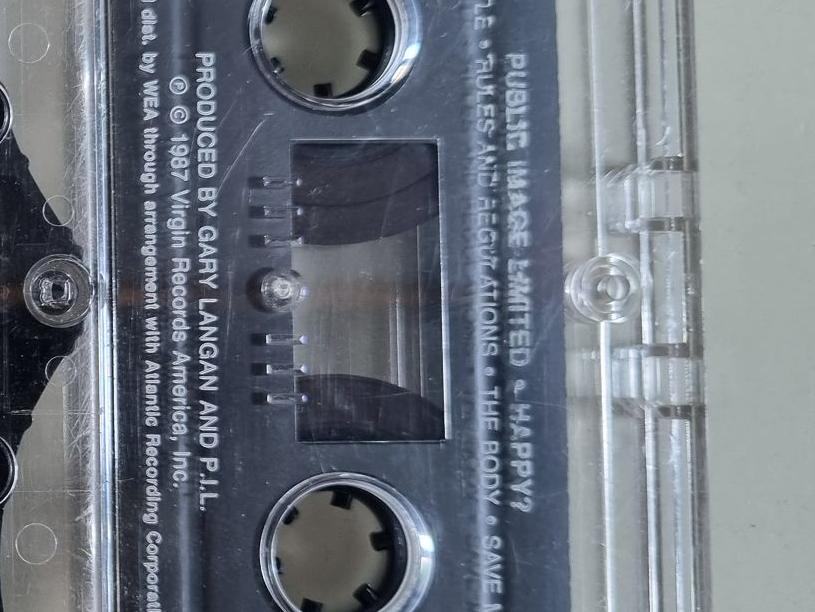 PUBLIC IMAGE LIMITED • HAPPY?
• RULES AND REGULATIONS • THE BODY • SAVE
PRODUCED BY GARY LANGAN AND P.I.L.
℗ © 1987 Virgin Records America, Inc.
dist. by WEA through arrangement with Atlantic Recording